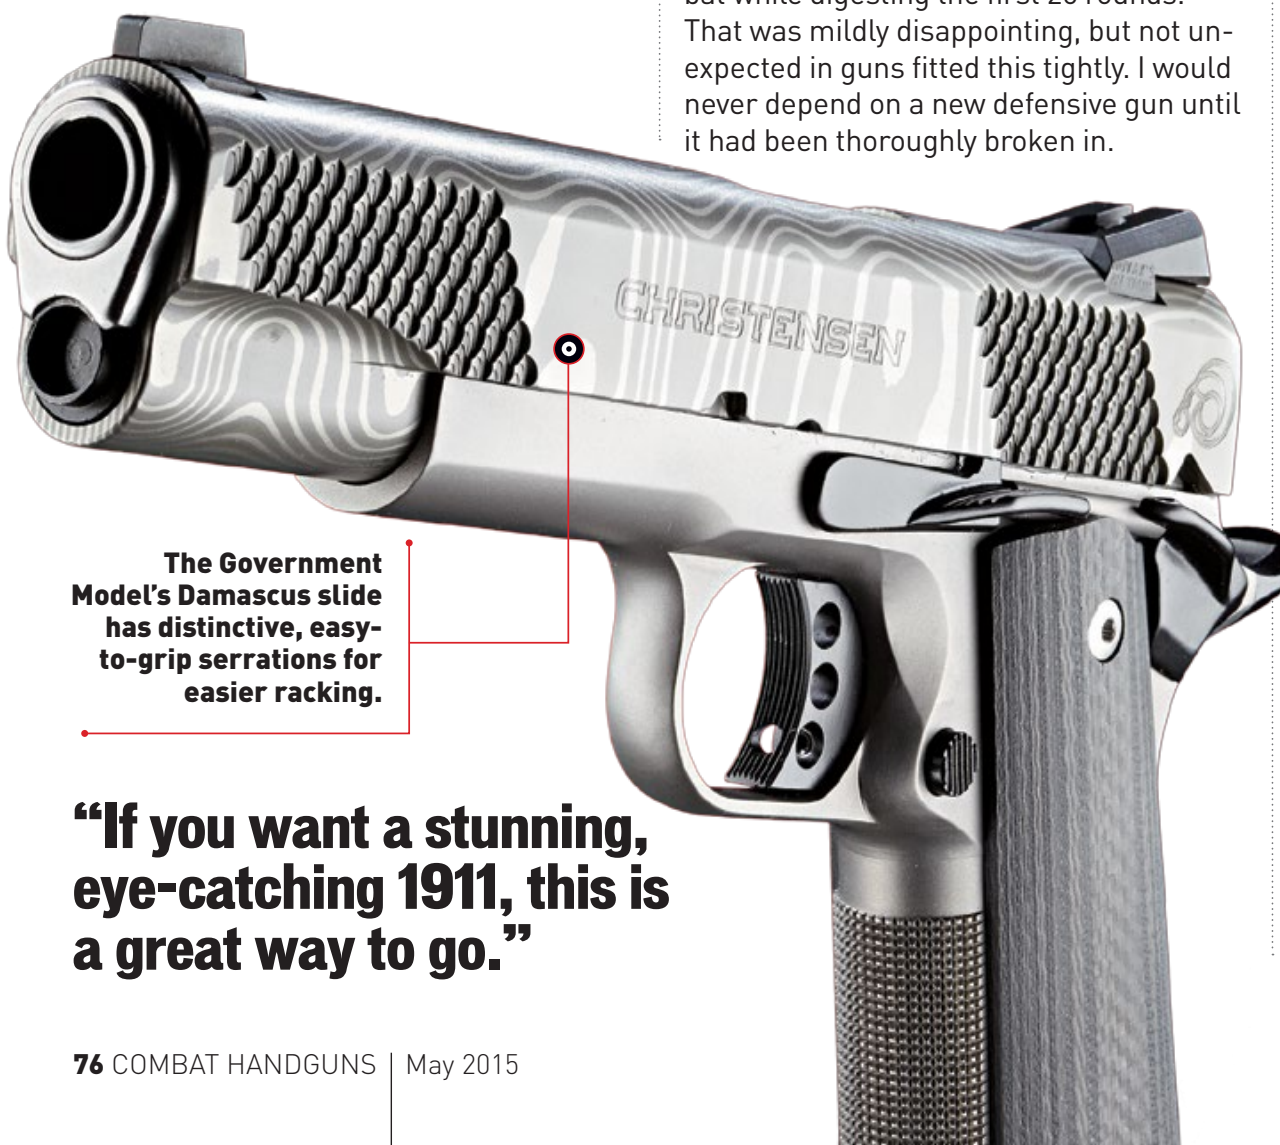 That was mildly disappointing, but not un-
expected in guns fitted this tightly. I would
never depend on a new defensive gun until
it had been thoroughly broken in.
CHRISTENSEN
The Government
Model’s Damascus slide
has distinctive, easy-
to-grip serrations for
easier racking.
“If you want a stunning,
eye-catching 1911, this is
a great way to go.”
76 COMBAT HANDGUNS | May 2015